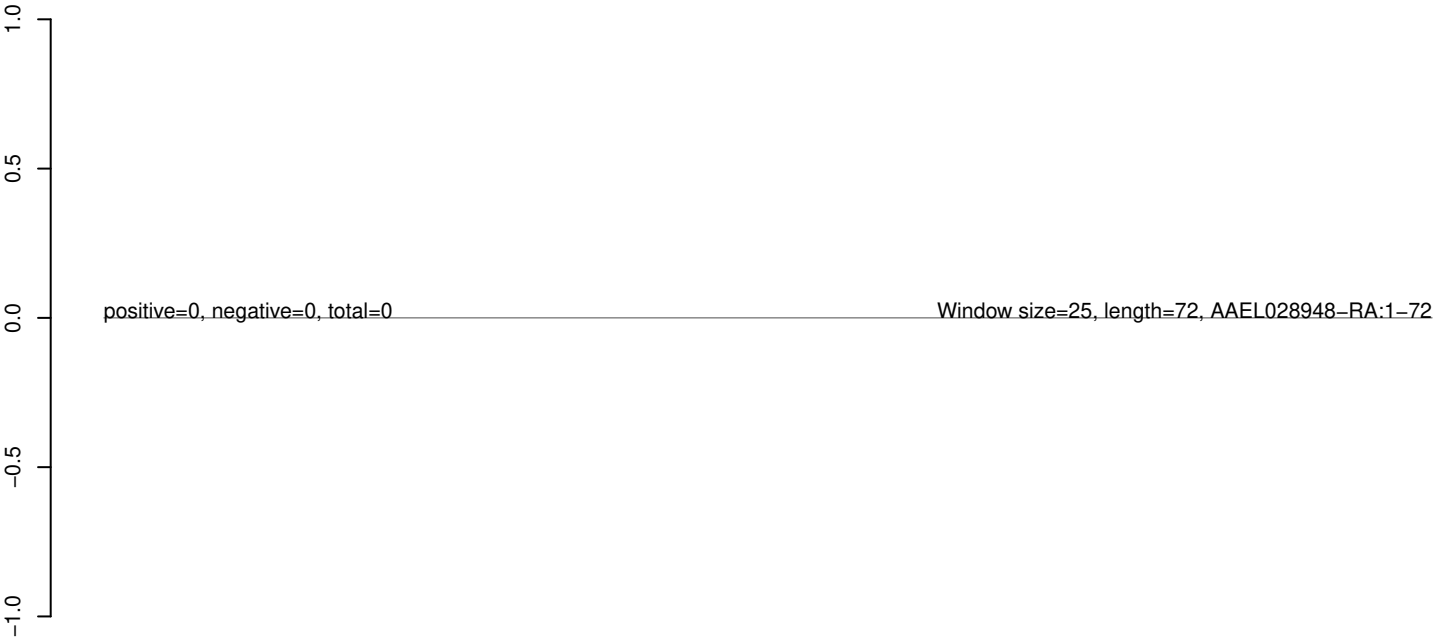 1.0
0.5
0.0
−0.5
−1.0
positive=0, negative=0, total=0
Window size=25, length=72, AAEL028948−RA:1−72